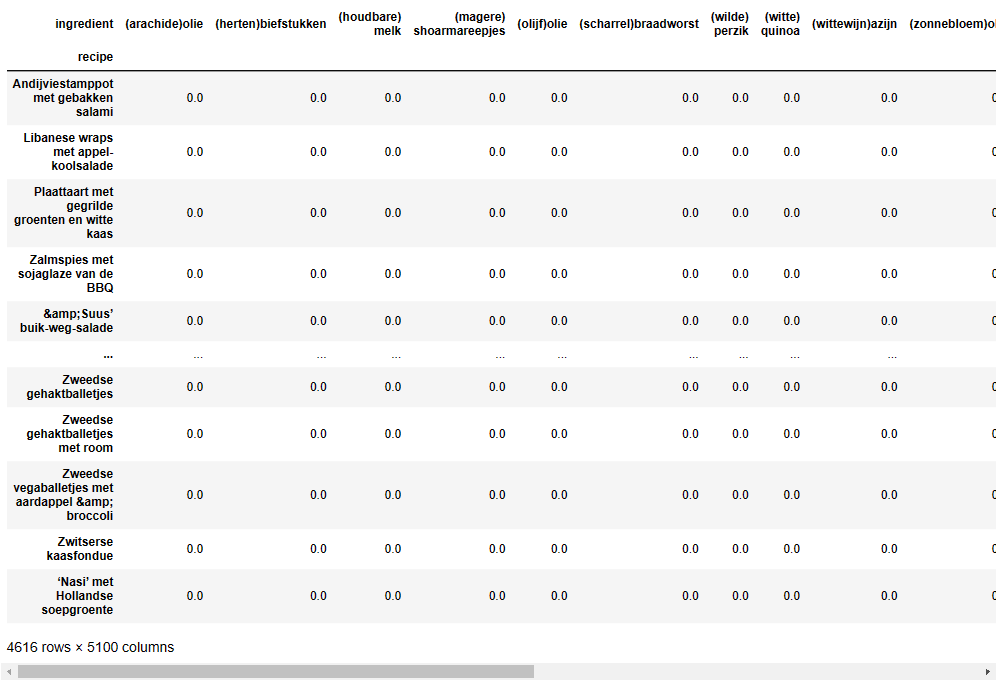 ingredient (arachide)olie (herten)biefstukken (houdbare) melk (magere) shoarmareepjes (olijf)olie (scharrel)braadworst (wilde) perzik (witte) quinoa (wittewijn)azijn
recipe
Andijviestamppot
met gebakken
salami 0.0 0.0 0.0 0.0 0.0 0.0 0.0 0.0 0.0
Libanese wraps
met appel-
koolsalade 0.0 0.0 0.0 0.0 0.0 0.0 0.0 0.0 0.0
Plaattaart met
gegrilde
groenten en witte
kaas 0.0 0.0 0.0 0.0 0.0 0.0 0.0 0.0 0.0
Zalmspies met
sojaglaze van de
BBQ 0.0 0.0 0.0 0.0 0.0 0.0 0.0 0.0 0.0
&amp;Suus’
buik-weg-salade 0.0 0.0 0.0 0.0 0.0 0.0 0.0 0.0 0.0
... ... ... ... ... ... ... ... ... ...
Zweedse
gehaktballetjes 0.0 0.0 0.0 0.0 0.0 0.0 0.0 0.0 0.0
Zweedse
gehaktballetjes
met room 0.0 0.0 0.0 0.0 0.0 0.0 0.0 0.0 0.0
Zweedse
vegaballetjes met
aardappel &amp;
broccoli 0.0 0.0 0.0 0.0 0.0 0.0 0.0 0.0 0.0
Zwitserse
kaasfondue 0.0 0.0 0.0 0.0 0.0 0.0 0.0 0.0 0.0
‘Nasi’ met
Hollandse
soepgroente 0.0 0.0 0.0 0.0 0.0 0.0 0.0 0.0 0.0
4616 rows × 5100 columns